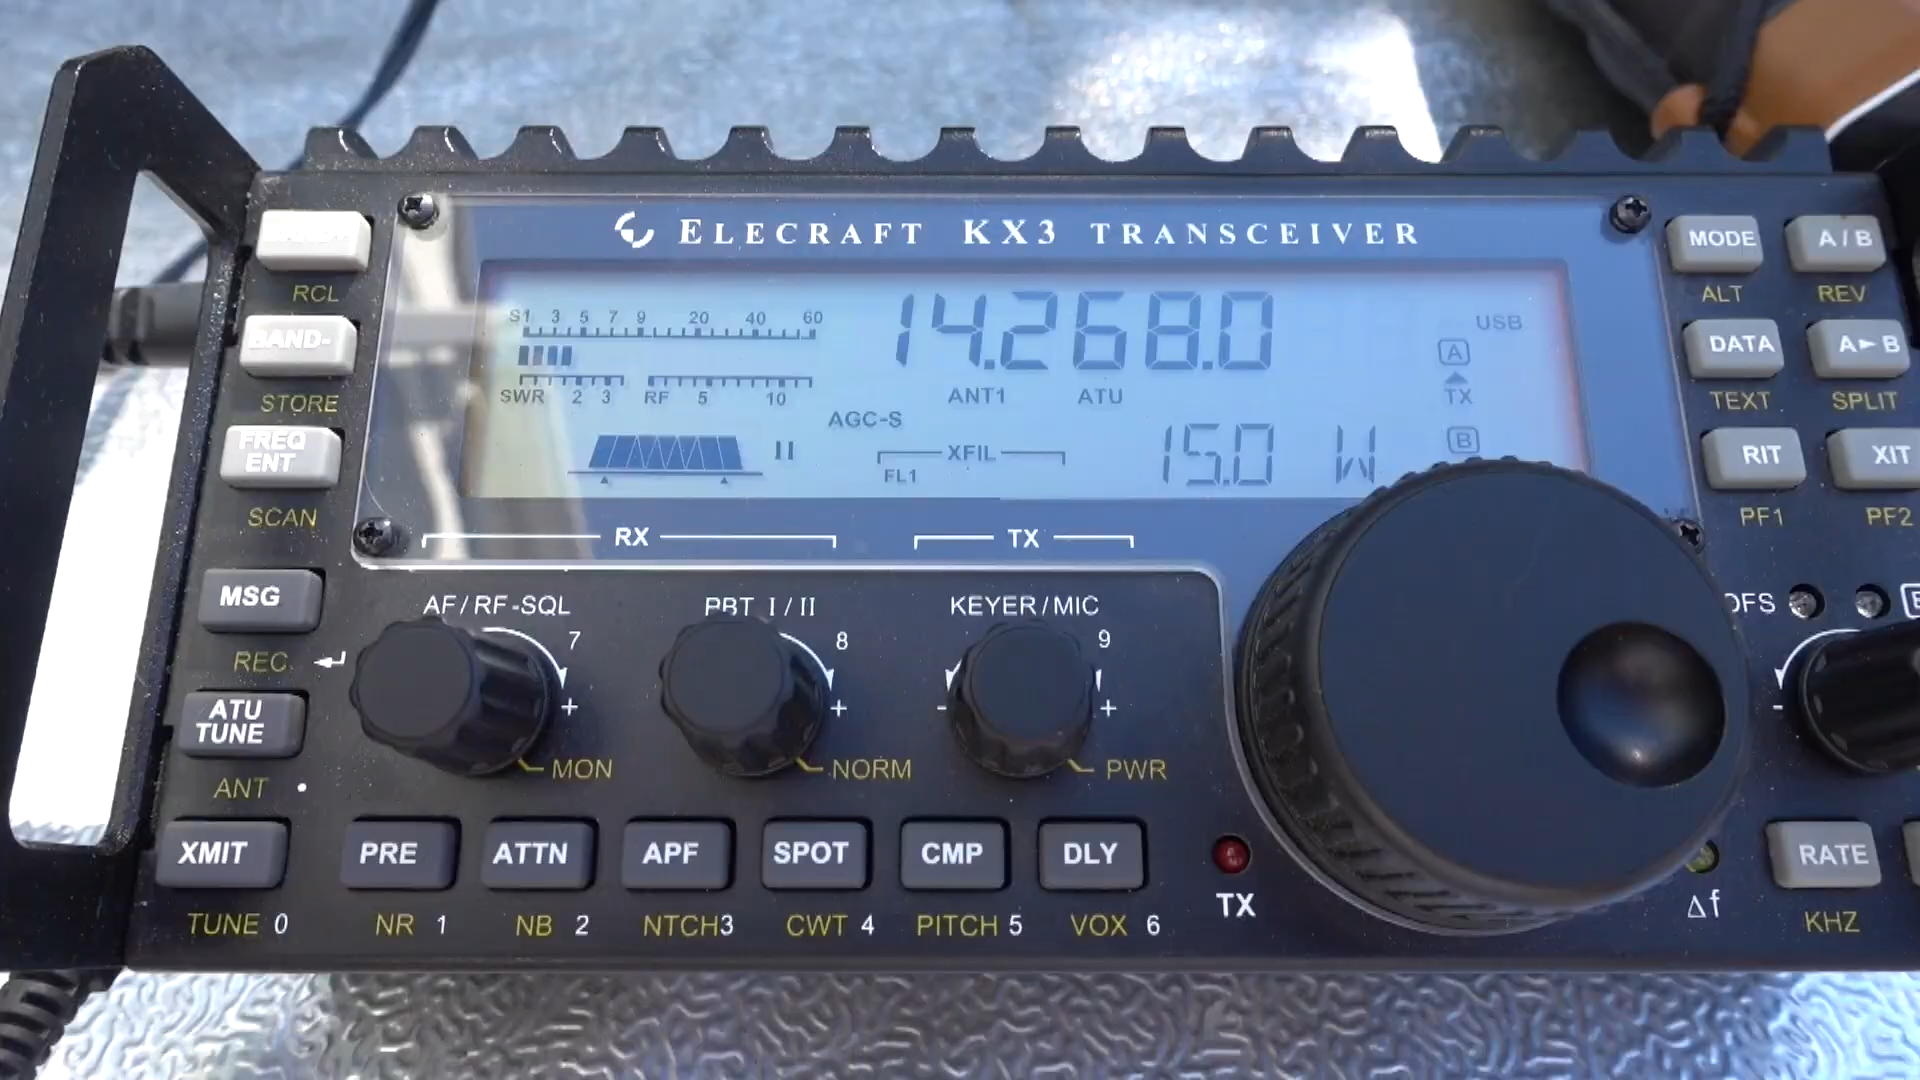 ELECRAFT KX3 TRANSCEIVER
S1 3 5 7 9 20 40 60
14.268.0
USB
A
SWR 2 3 RF 5 10
ANT1 ATU
TX
AGC-S
B
II
XFIL
FL1
15.0 W
RX
TX
RCL
BAND-
STORE
FREQ
ENT
SCAN
MSG
REC
ATU
TUNE
ANT
XMIT
TUNE 0
AF/RF-SQL
7
+
MON
PBT I/II
8
+
NORM
KEYER/MIC
9
- +
PWR
PRE
NR 1
ATTN
NB 2
APF
NTCH 3
SPOT
CWT 4
CMP
PITCH 5
DLY
VOX 6
TX
Δf
MODE
ALT
A/B
REV
DATA
TEXT
A►B
SPLIT
RIT
PF1
XIT
PF2
OFS
-
RATE
KHZ